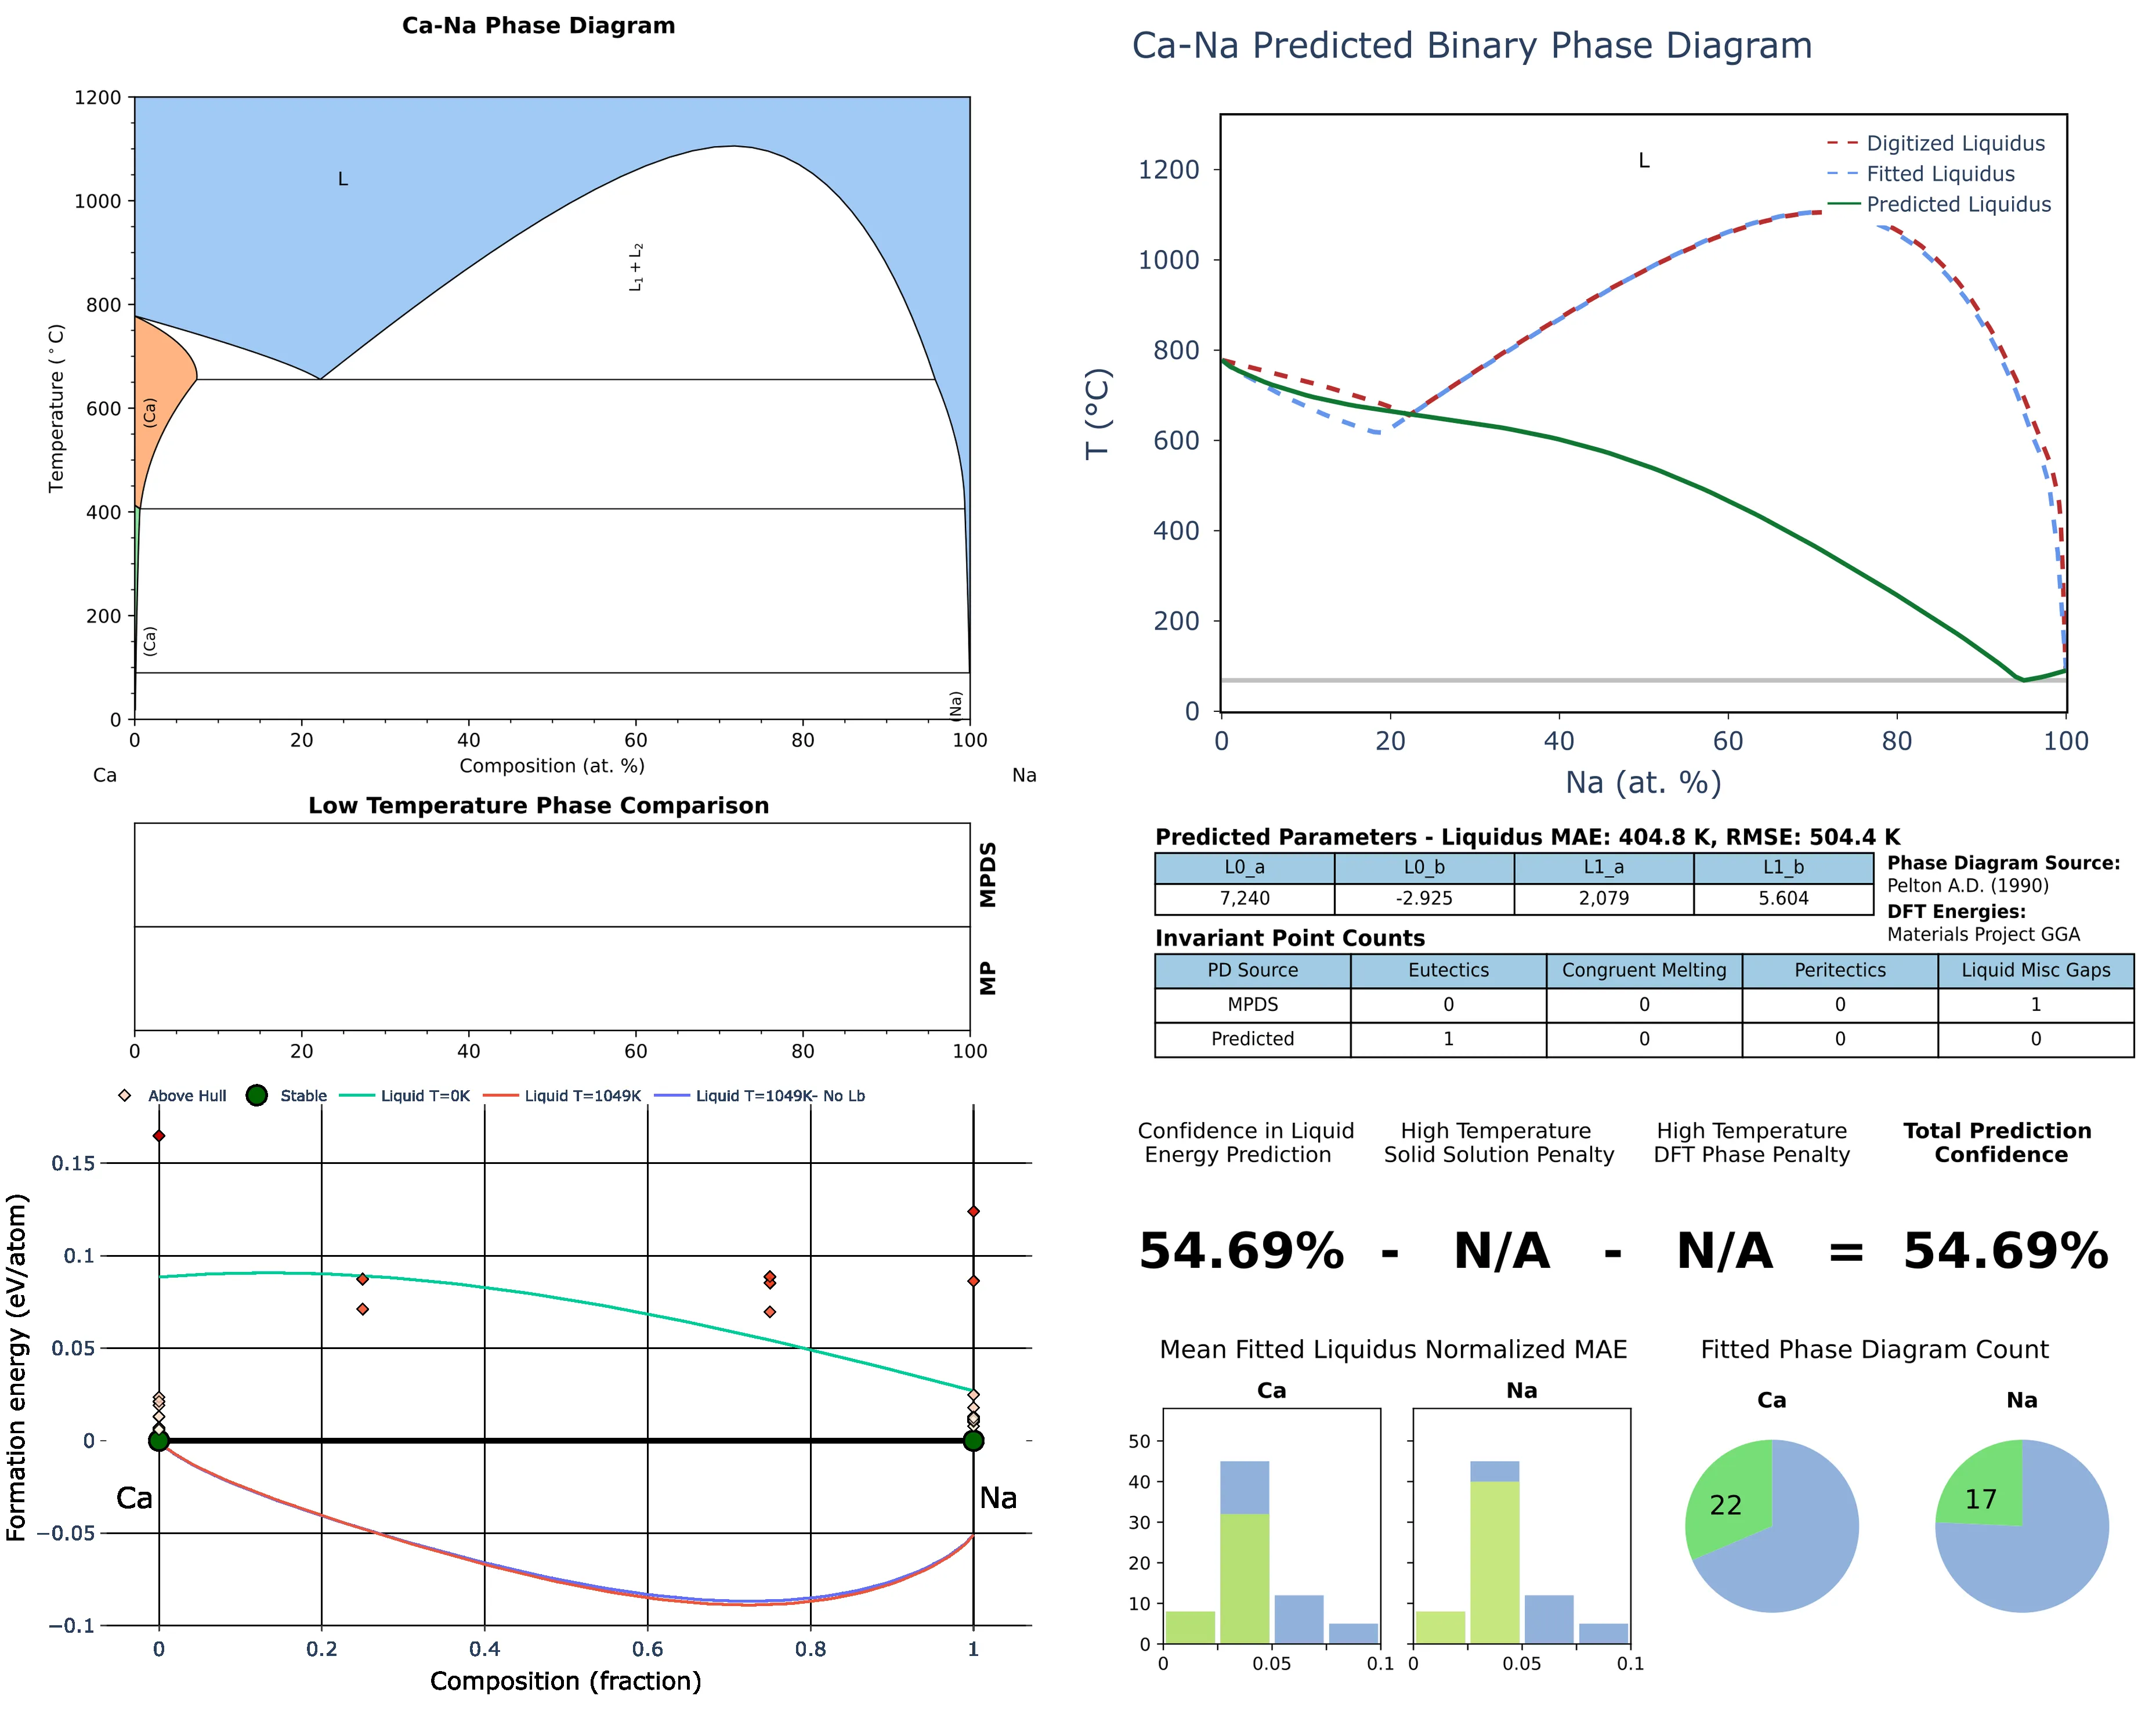 Ca-Na Phase Diagram
1200
1000
800
600
400
200
0
Temperature (°C)
L
L1 + L2
(Ca)
(Ca)
(Na)
0 20 40 60 80 100
Composition (at. %)
Ca Na
Low Temperature Phase Comparison
MPDS
MP
0 20 40 60 80 100
Above Hull Stable Liquid T=0K Liquid T=1049K Liquid T=1049K- No Lb
0.15
0.1
0.05
0
−0.05
−0.1
Formation energy (eV/atom)
Ca Na
0 0.2 0.4 0.6 0.8 1
Composition (fraction)
Ca-Na Predicted Binary Phase Diagram
L
Digitized Liquidus
Fitted Liquidus
Predicted Liquidus
1200
1000
800
600
400
200
0
T (°C)
0 20 40 60 80 100
Na (at. %)
Predicted Parameters - Liquidus MAE: 404.8 K, RMSE: 504.4 K
L0_a L0_b L1_a L1_b
7,240 -2.925 2,079 5.604
Phase Diagram Source:
Pelton A.D. (1990)
DFT Energies:
Materials Project GGA
Invariant Point Counts
PD Source Eutectics Congruent Melting Peritectics Liquid Misc Gaps
MPDS 0 0 0 1
Predicted 1 0 0 0
Confidence in Liquid
Energy Prediction
High Temperature
Solid Solution Penalty
High Temperature
DFT Phase Penalty
Total Prediction
Confidence
54.69% - N/A - N/A = 54.69%
Mean Fitted Liquidus Normalized MAE
Ca Na
50
40
30
20
10
0
0 0.05 0.1
0 0.05 0.1
Fitted Phase Diagram Count
Ca Na
22 17